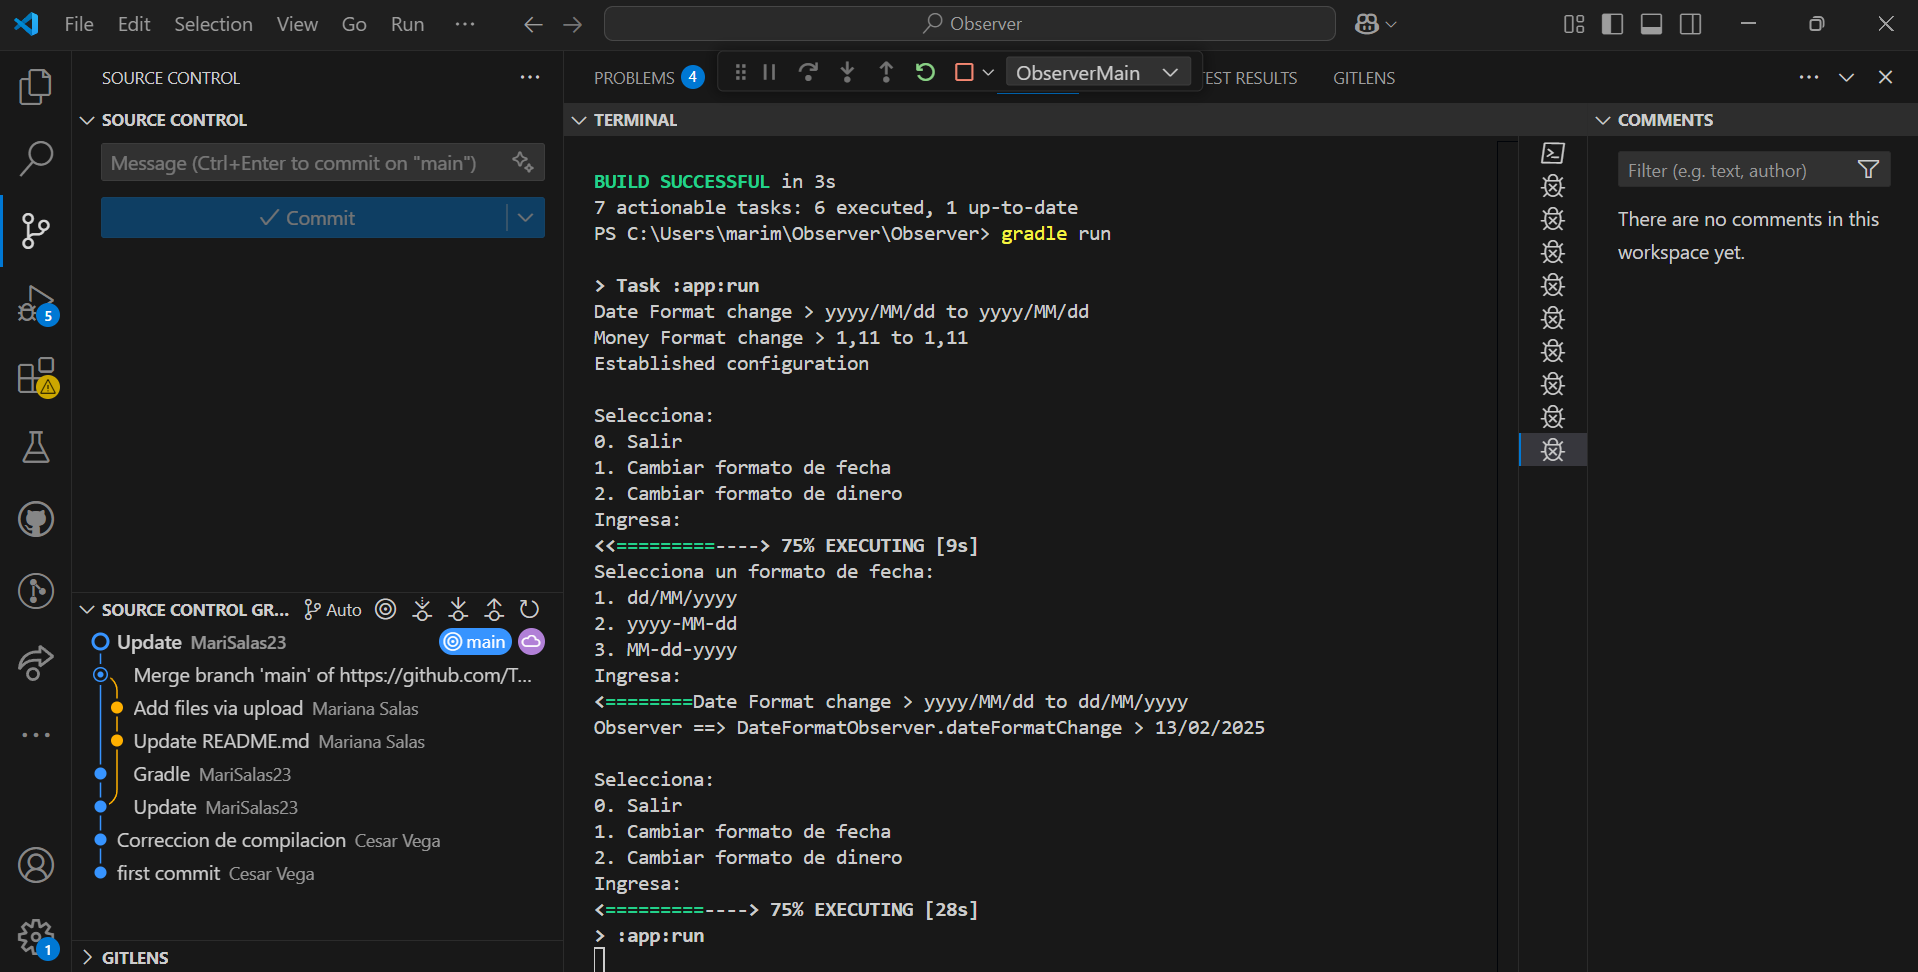 File Edit Selection View Go Run ···
Observer
SOURCE CONTROL
SOURCE CONTROL
Message (Ctrl+Enter to commit on "main")
Commit
5
1
SOURCE CONTROL GR... Auto
Update MariSalas23 main
Merge branch 'main' of https://github.com/T...
Add files via upload Mariana Salas
Update README.md Mariana Salas
Gradle MariSalas23
Update MariSalas23
Correccion de compilacion Cesar Vega
first commit Cesar Vega
GITLENS
PROBLEMS 4 ObserverMain TEST RESULTS GITLENS
TERMINAL
BUILD SUCCESSFUL in 3s
7 actionable tasks: 6 executed, 1 up-to-date
PS C:\Users\marim\Observer\Observer> gradle run
> Task :app:run
Date Format change > yyyy/MM/dd to yyyy/MM/dd
Money Format change > 1,11 to 1,11
Established configuration
Selecciona:
0. Salir
1. Cambiar formato de fecha
2. Cambiar formato de dinero
Ingresa:
<<=========----> 75% EXECUTING [9s]
Selecciona un formato de fecha:
1. dd/MM/yyyy
2. yyyy-MM-dd
3. MM-dd-yyyy
Ingresa:
<========Date Format change > yyyy/MM/dd to dd/MM/yyyy
Observer ==> DateFormatObserver.dateFormatChange > 13/02/2025
Selecciona:
0. Salir
1. Cambiar formato de fecha
2. Cambiar formato de dinero
Ingresa:
<=========----> 75% EXECUTING [28s]
> :app:run
COMMENTS
Filter (e.g. text, author)
There are no comments in this
workspace yet.